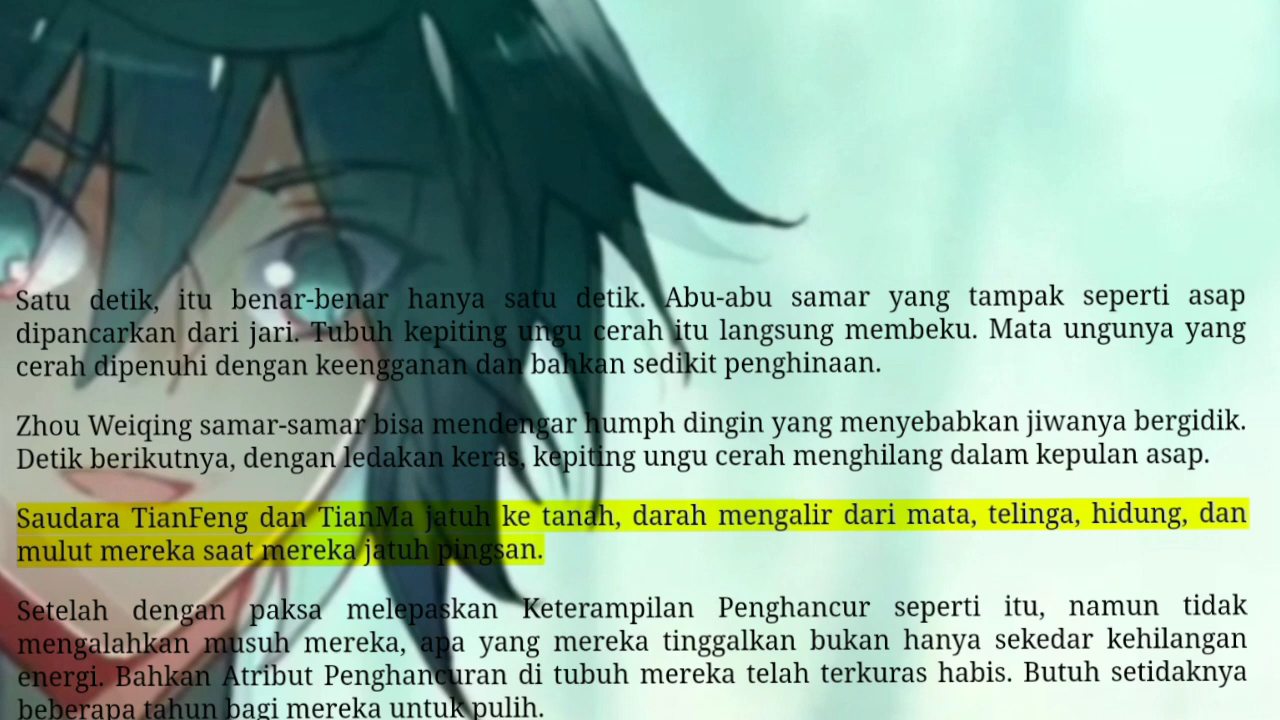 Satu detik, itu benar-benar hanya satu detik. Abu-abu samar yang tampak seperti asap
dipancarkan dari jari. Tubuh kepiting ungu cerah itu langsung membeku. Mata ungunya yang
cerah dipenuhi dengan keengganan dan bahkan sedikit penghinaan.
Zhou Weiqing samar-samar bisa mendengar humph dingin yang menyebabkan jiwanya bergidik.
Detik berikutnya, dengan ledakan keras, kepiting ungu cerah menghilang dalam kepulan asap.
Saudara TianFeng dan TianMa jatuh ke tanah, darah mengalir dari mata, telinga, hidung, dan
mulut mereka saat mereka jatuh pingsan.
Setelah dengan paksa melepaskan Keterampilan Penghancur seperti itu, namun tidak
mengalahkan musuh mereka, apa yang mereka tinggalkan bukan hanya sekedar kehilangan
energi. Bahkan Atribut Penghancuran di tubuh mereka telah terkuras habis. Butuh setidaknya
beberapa tahun bagi mereka untuk pulih.